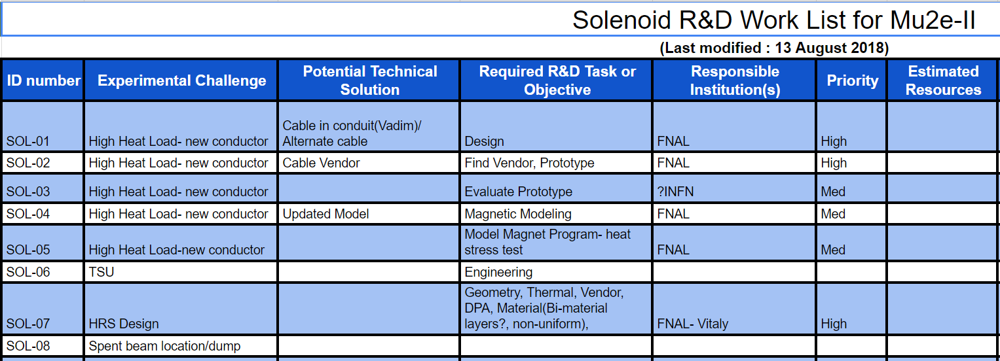 Solenoid R&D Work List for Mu2e-II
(Last modified : 13 August 2018)
ID number Experimental Challenge Potential Technical Solution Required R&D Task or Objective Responsible Institution(s) Priority Estimated Resources
SOL-01 High Heat Load- new conductor Cable in conduit(Vadim)/ Alternate cable Design FNAL High
SOL-02 High Heat Load- new conductor Cable Vendor Find Vendor, Prototype FNAL High
SOL-03 High Heat Load- new conductor Evaluate Prototype ?INFN Med
SOL-04 High Heat Load- new conductor Updated Model Magnetic Modeling FNAL Med
SOL-05 High Heat Load-new conductor Model Magnet Program- heat stress test FNAL Med
SOL-06 TSU Engineering
SOL-07 HRS Design Geometry, Thermal, Vendor, DPA, Material(Bi-material layers?, non-uniform), FNAL- Vitaly High
SOL-08 Spent beam location/dump